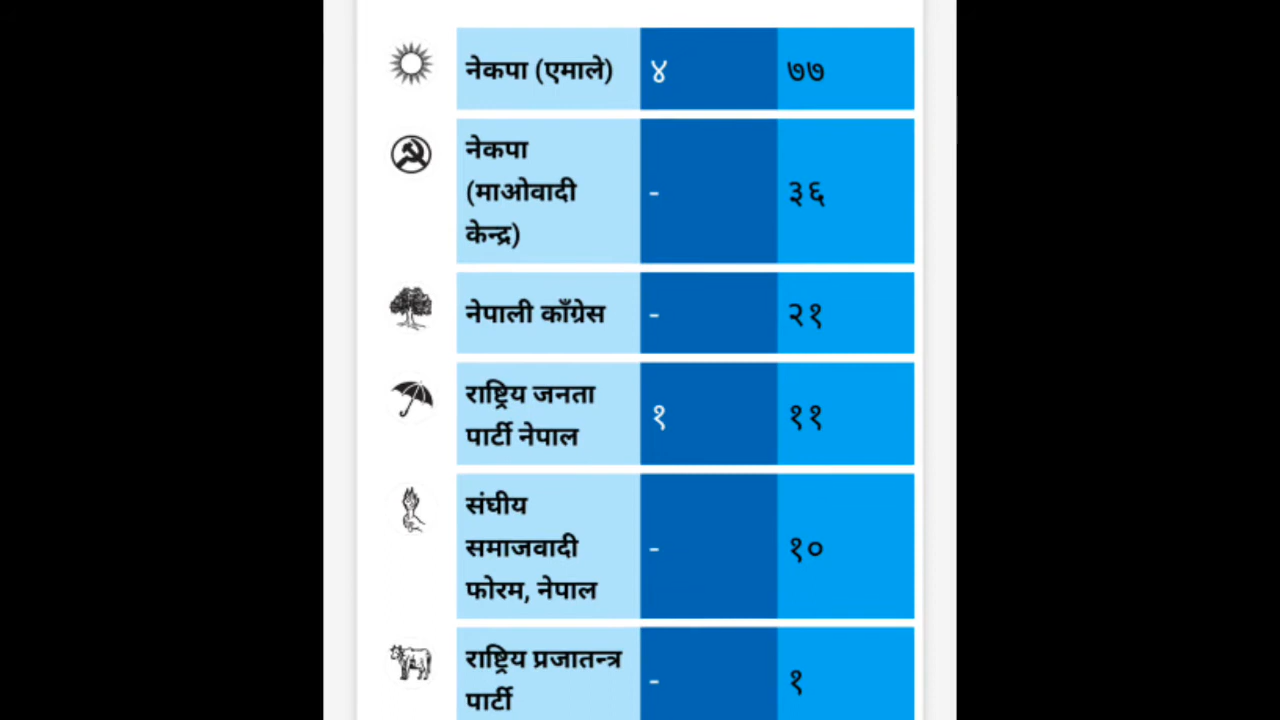 नेकपा (एमाले) ४ ७७
नेकपा
(माओवादी - ३६
केन्द्र)
नेपाली काँग्रेस - २१
राष्ट्रिय जनता
पार्टी नेपाल १ ११
संघीय
समाजवादी - १०
फोरम, नेपाल
राष्ट्रिय प्रजातन्त्र
पार्टी - १